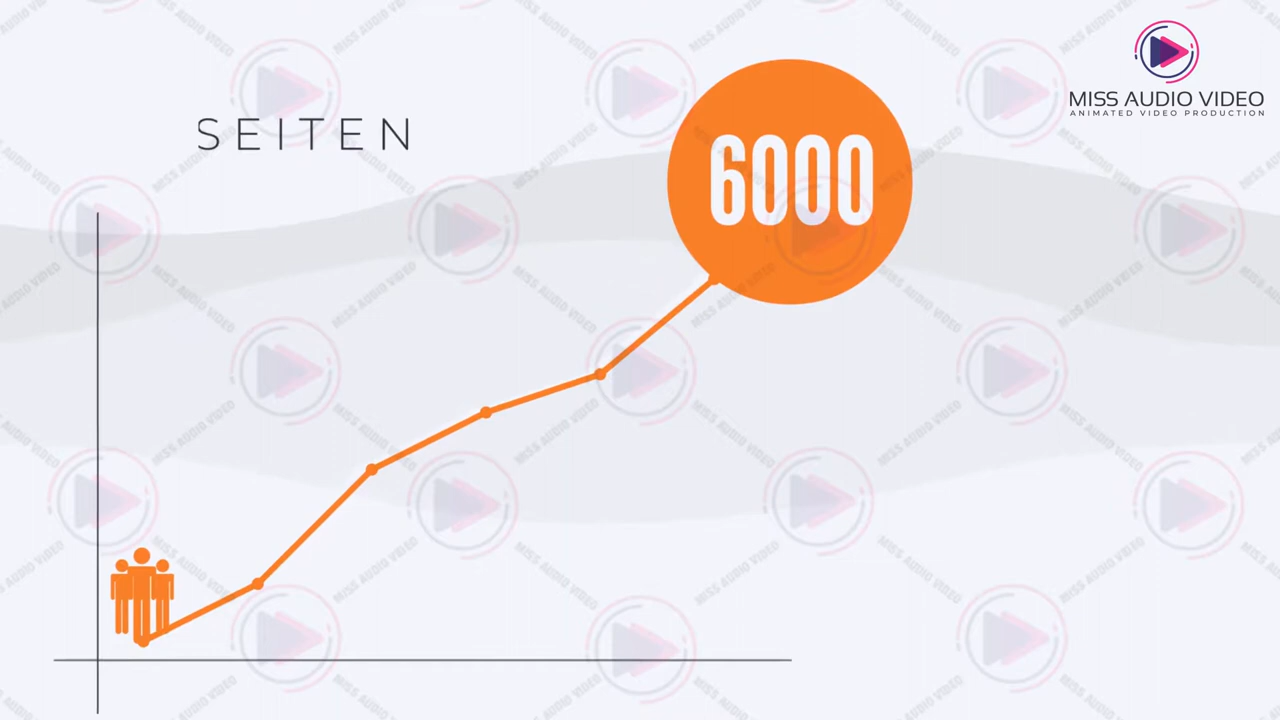 MISS AUDIO VIDEO
ANIMATED VIDEO PRODUCTION
SEITEN
6000